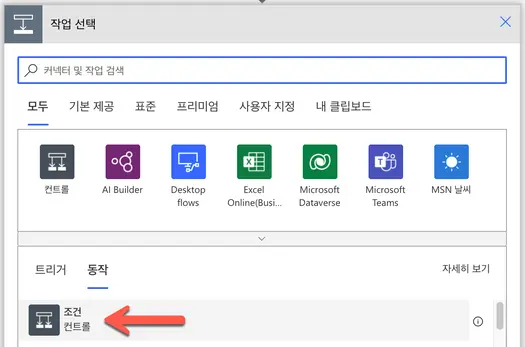 작업 선택
커넥터 및 작업 검색
모두 기본 제공 표준 프리미엄 사용자 지정 내 클립보드
컨트롤 AI Builder Desktop flows Excel Online(Busi... Microsoft Dataverse Microsoft Teams MSN 날씨
트리거 동작 자세히 보기
조건
컨트롤